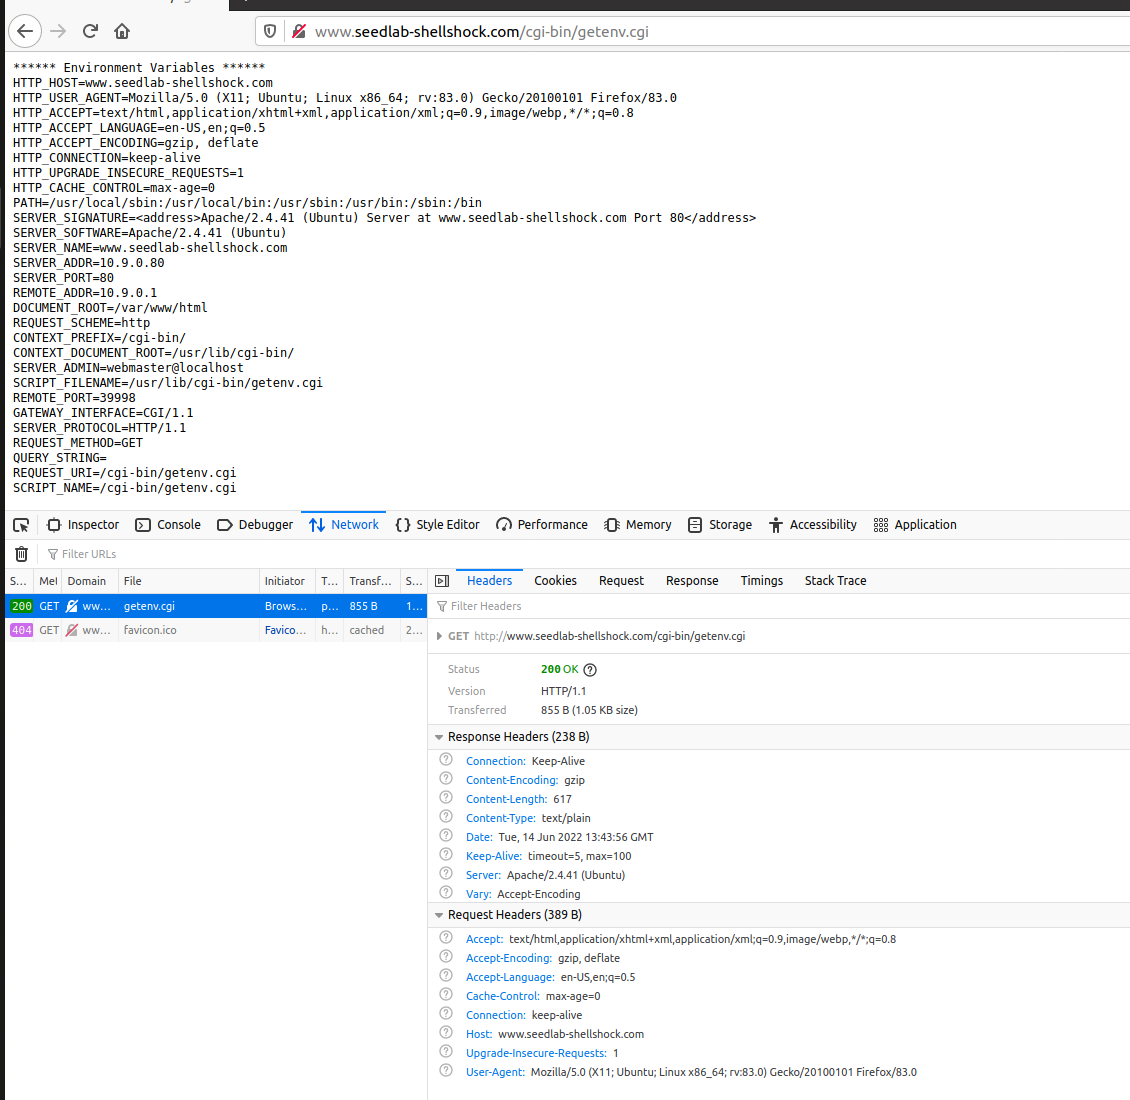 www.seedlab-shellshock.com/cgi-bin/getenv.cgi
****** Environment Variables ******
HTTP_HOST=www.seedlab-shellshock.com
HTTP_USER_AGENT=Mozilla/5.0 (X11; Ubuntu; Linux x86_64; rv:83.0) Gecko/20100101 Firefox/83.0
HTTP_ACCEPT=text/html,application/xhtml+xml,application/xml;q=0.9,image/webp,*/*;q=0.8
HTTP_ACCEPT_LANGUAGE=en-US,en;q=0.5
HTTP_ACCEPT_ENCODING=gzip, deflate
HTTP_CONNECTION=keep-alive
HTTP_UPGRADE_INSECURE_REQUESTS=1
HTTP_CACHE_CONTROL=max-age=0
PATH=/usr/local/sbin:/usr/local/bin:/usr/sbin:/usr/bin:/sbin:/bin
SERVER_SIGNATURE=<address>Apache/2.4.41 (Ubuntu) Server at www.seedlab-shellshock.com Port 80</address>
SERVER_SOFTWARE=Apache/2.4.41 (Ubuntu)
SERVER_NAME=www.seedlab-shellshock.com
SERVER_ADDR=10.9.0.80
SERVER_PORT=80
REMOTE_ADDR=10.9.0.1
DOCUMENT_ROOT=/var/www/html
REQUEST_SCHEME=http
CONTEXT_PREFIX=/cgi-bin/
CONTEXT_DOCUMENT_ROOT=/usr/lib/cgi-bin/
SERVER_ADMIN=webmaster@localhost
SCRIPT_FILENAME=/usr/lib/cgi-bin/getenv.cgi
REMOTE_PORT=39998
GATEWAY_INTERFACE=CGI/1.1
SERVER_PROTOCOL=HTTP/1.1
REQUEST_METHOD=GET
QUERY_STRING=
REQUEST_URI=/cgi-bin/getenv.cgi
SCRIPT_NAME=/cgi-bin/getenv.cgi
Inspector Console Debugger Network Style Editor Performance Memory Storage Accessibility Application
Filter URLs
S... Met Domain File Initiator T... Transf... S...
200 GET ww... getenv.cgi Brows... p... 855 B 1...
404 GET ww... favicon.ico Favico... h... cached 2...
Headers Cookies Request Response Timings Stack Trace
Filter Headers
GET http://www.seedlab-shellshock.com/cgi-bin/getenv.cgi
Status 200 OK
Version HTTP/1.1
Transferred 855 B (1.05 KB size)
Response Headers (238 B)
Connection: Keep-Alive
Content-Encoding: gzip
Content-Length: 617
Content-Type: text/plain
Date: Tue, 14 Jun 2022 13:43:56 GMT
Keep-Alive: timeout=5, max=100
Server: Apache/2.4.41 (Ubuntu)
Vary: Accept-Encoding
Request Headers (389 B)
Accept: text/html,application/xhtml+xml,application/xml;q=0.9,image/webp,*/*;q=0.8
Accept-Encoding: gzip, deflate
Accept-Language: en-US,en;q=0.5
Cache-Control: max-age=0
Connection: keep-alive
Host: www.seedlab-shellshock.com
Upgrade-Insecure-Requests: 1
User-Agent: Mozilla/5.0 (X11; Ubuntu; Linux x86_64; rv:83.0) Gecko/20100101 Firefox/83.0